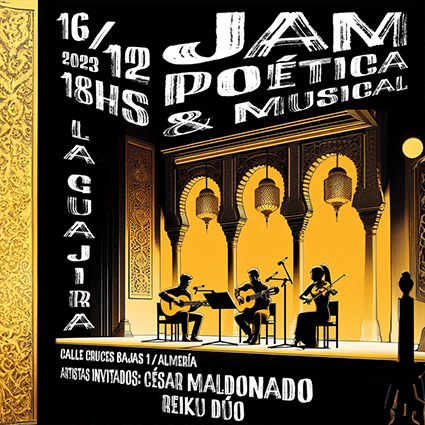 16/12
2023
18HS
JAM
POÉTICA
& MUSICAL
LA GUAJIRA
CALLE CRUCES BAJAS 1 / ALMERÍA
ARTISTAS INVITADOS: CÉSAR MALDONADO
REIKU DÚO